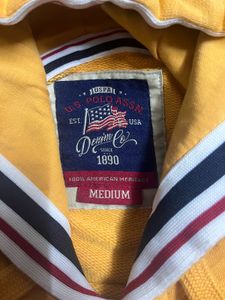 USPA
U.S. POLO ASSN.
EST. USA
Denim Co
SINCE
1890
100% AMERICAN HERITAGE
MEDIUM